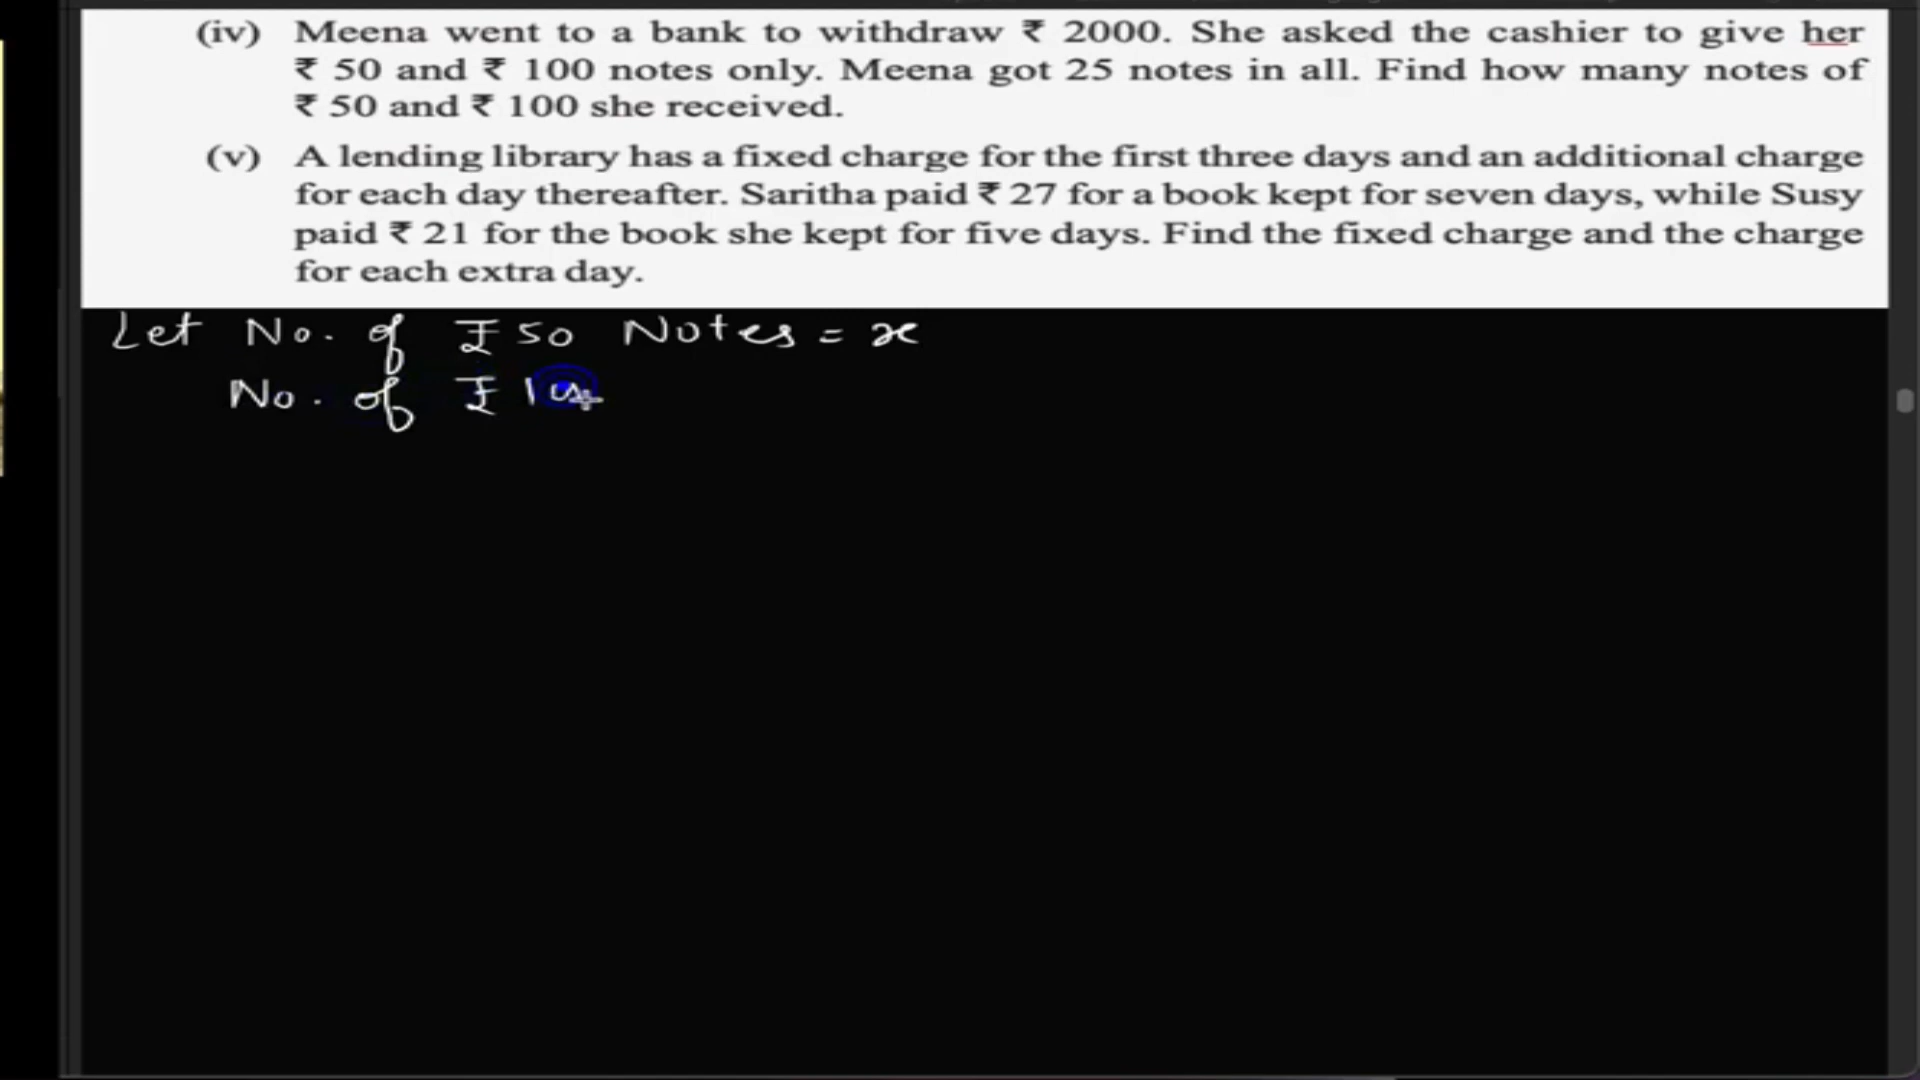 (iv) Meena went to a bank to withdraw ₹ 2000. She asked the cashier to give her
₹ 50 and ₹ 100 notes only. Meena got 25 notes in all. Find how many notes of
₹ 50 and ₹ 100 she received.
(v) A lending library has a fixed charge for the first three days and an additional charge
for each day thereafter. Saritha paid ₹ 27 for a book kept for seven days, while Susy
paid ₹ 21 for the book she kept for five days. Find the fixed charge and the charge
for each extra day.
Let No. of ₹ 50 Notes = x
No. of ₹